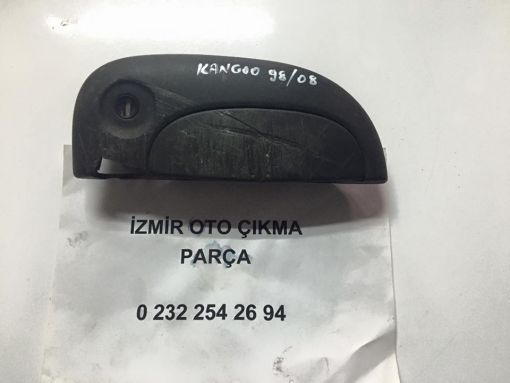 KANGOO 98/08
İZMİR OTO ÇIKMA
PARÇA
0 232 254 26 94